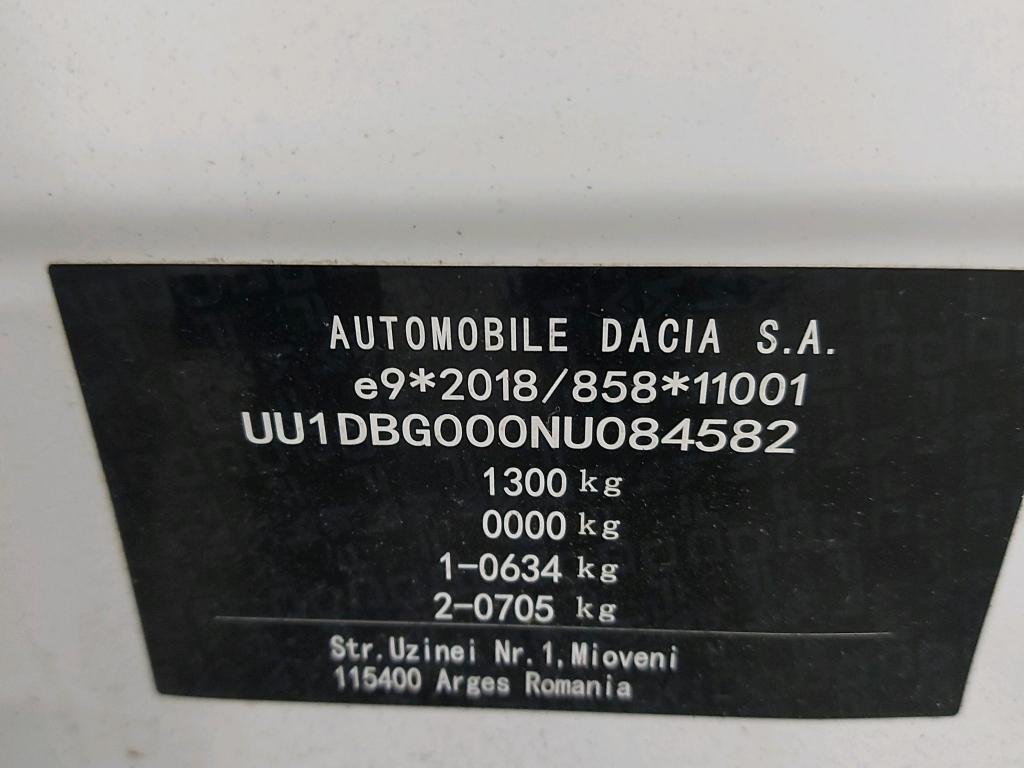 AUTOMOBILE DACIA S.A.
e9*2018/858*11001
UU1DBG000NU084582
1300 kg
0000 kg
1-0634 kg
2-0705 kg
Str.Uzinei Nr.1,Mioveni
115400 Arges Romania